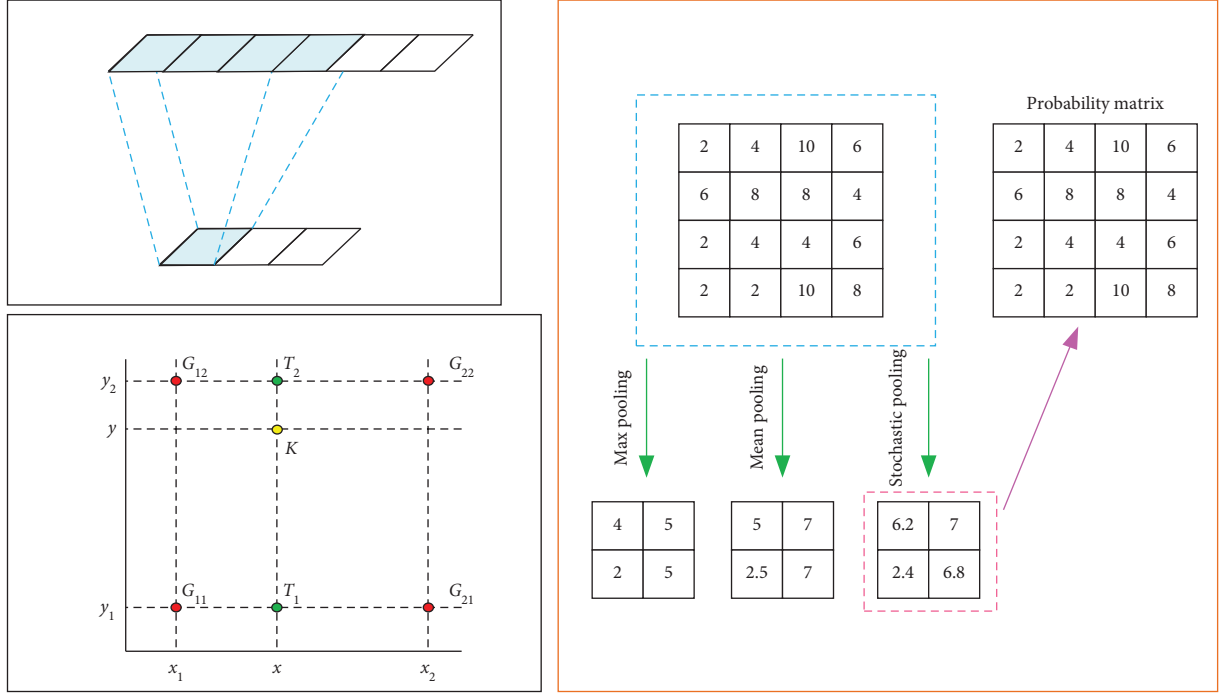 y₂
G₁₂
T₂
G₂₂
y
K
y₁
G₁₁
T₁
G₂₁
x₁
x
x₂
Probability matrix
2 4 10 6
6 8 8 4
2 4 4 6
2 2 10 8
2 4 10 6
6 8 8 4
2 4 4 6
2 2 10 8
Max pooling
Mean pooling
Stochastic pooling
4 5
2 5
5 7
2.5 7
6.2 7
2.4 6.8